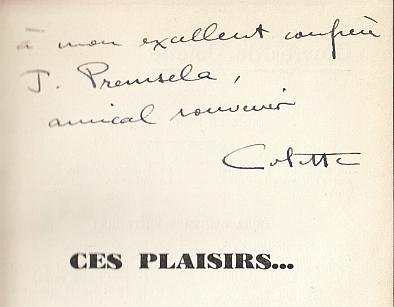 à mon excellent confrère
J. Premsela,
amical souvenir
Colette
CES PLAISIRS...